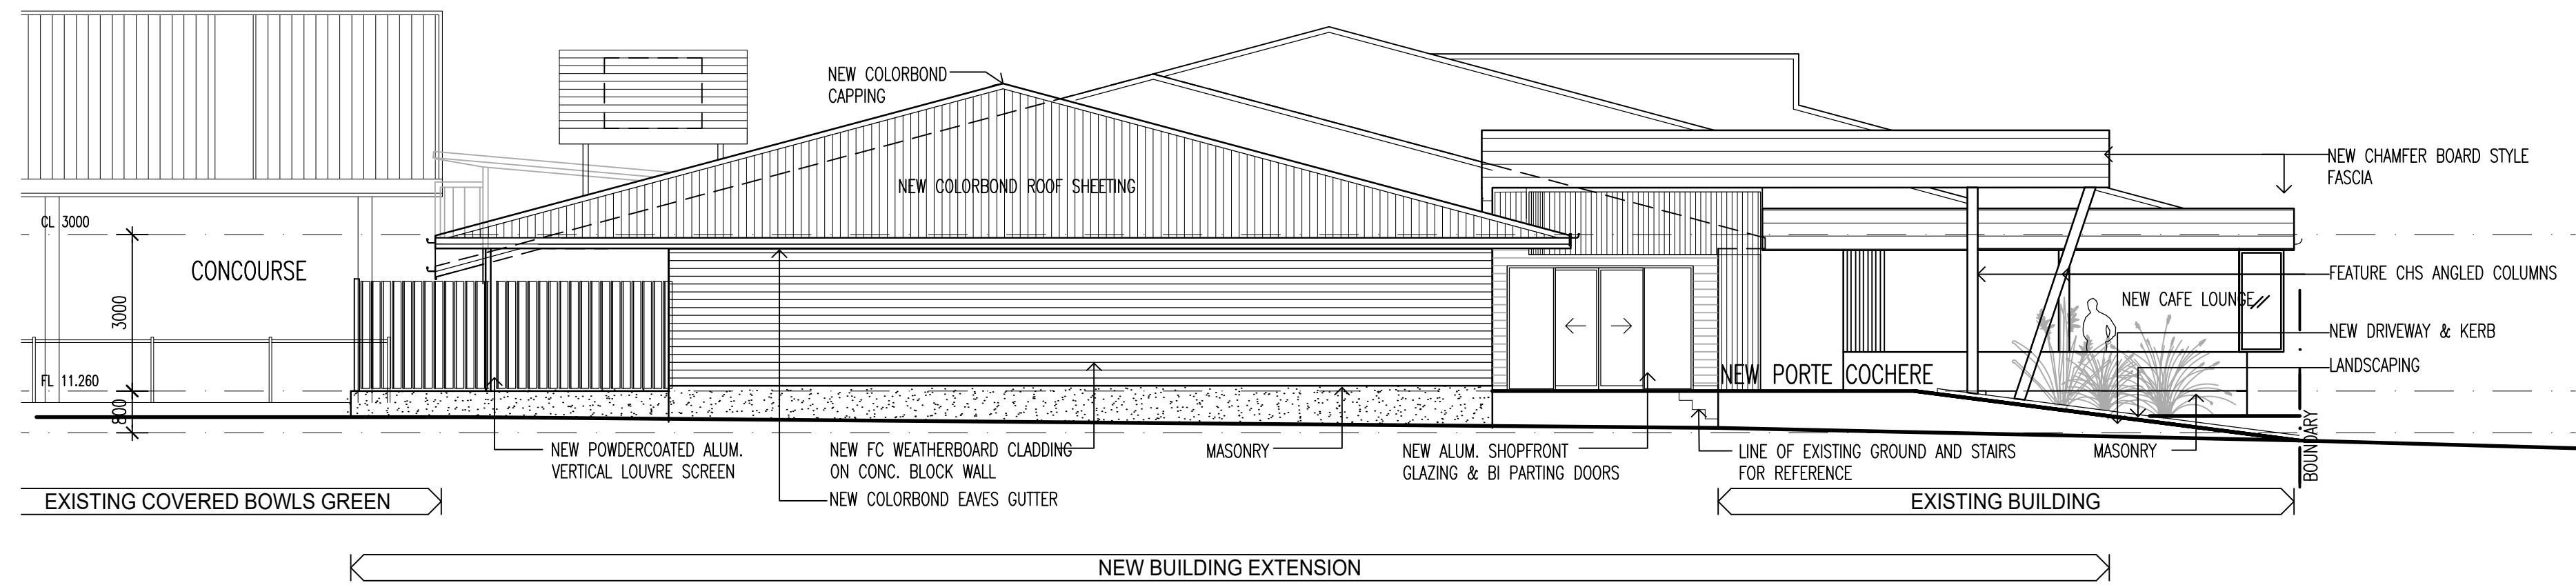 NEW COLORBOND
CAPPING
NEW CHAMFER BOARD STYLE
FASCIA
NEW COLORBOND ROOF SHEETING
CL 3000
CONCOURSE
FEATURE CHS ANGLED COLUMNS
NEW CAFE LOUNGE
3000
NEW DRIVEWAY & KERB
LANDSCAPING
FL 11.260
NEW PORTE COCHERE
800
BOUNDARY
NEW POWDERCOATED ALUM.
VERTICAL LOUVRE SCREEN
NEW FC WEATHERBOARD CLADDING
ON CONC. BLOCK WALL
NEW COLORBOND EAVES GUTTER
MASONRY
NEW ALUM. SHOPFRONT
GLAZING & BI PARTING DOORS
LINE OF EXISTING GROUND AND STAIRS
FOR REFERENCE
MASONRY
EXISTING COVERED BOWLS GREEN
EXISTING BUILDING
NEW BUILDING EXTENSION